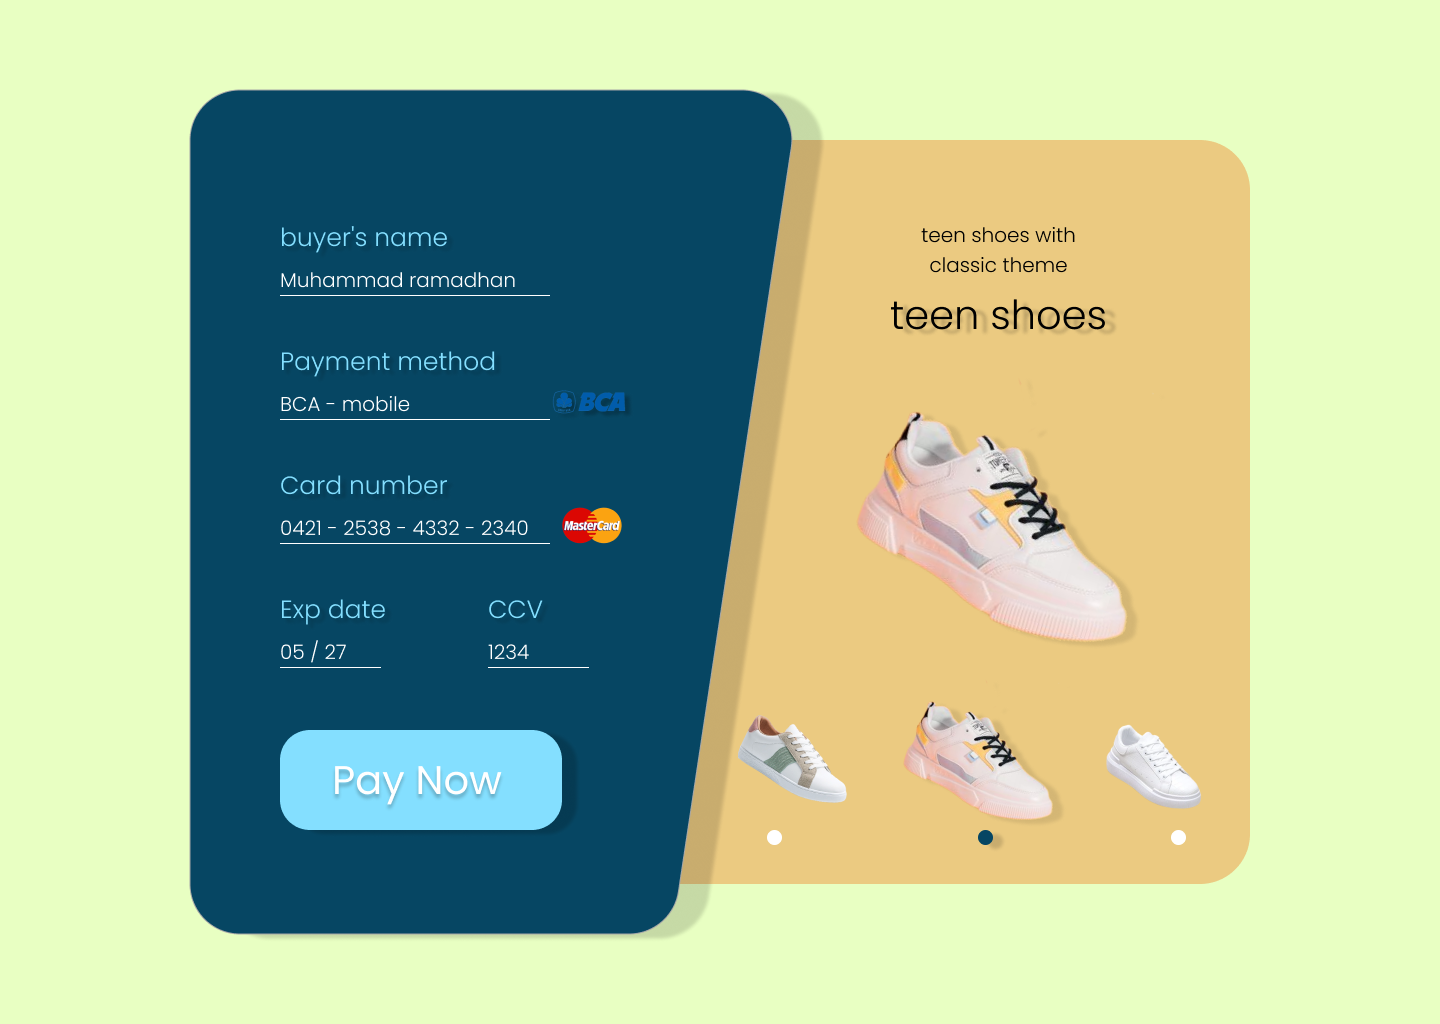 buyer's name
Muhammad ramadhan
Payment method
BCA - mobile
BCA
Card number
0421 - 2538 - 4332 - 2340
MasterCard
Exp date
CCV
05 / 27
1234
Pay Now
teen shoes with
classic theme
teen shoes